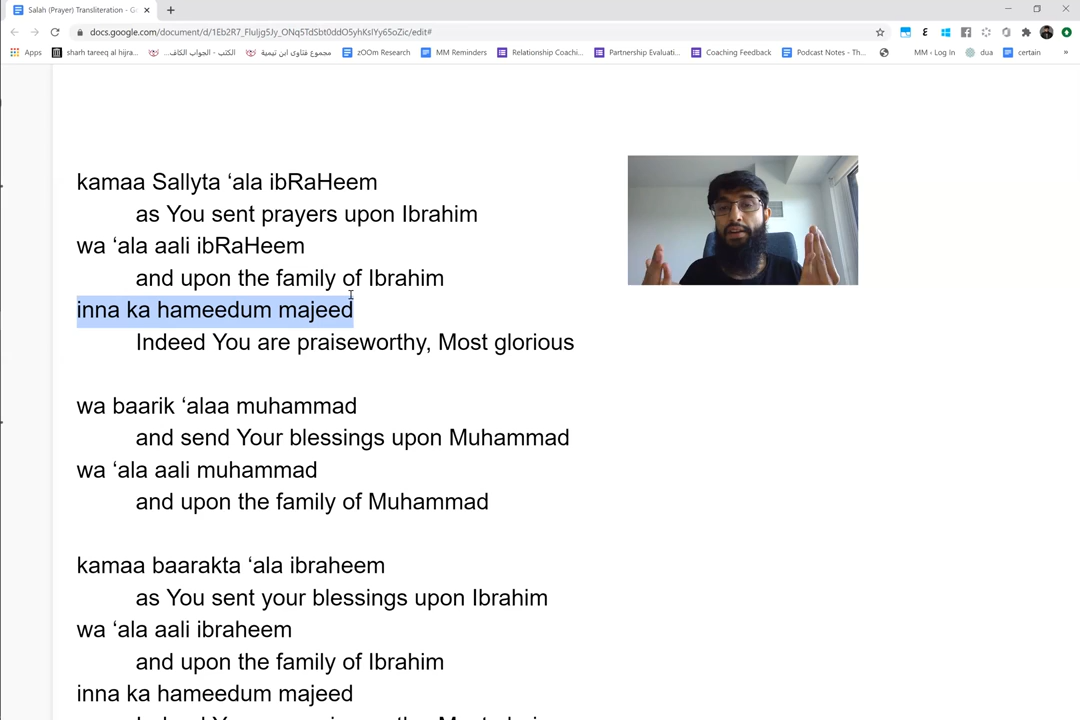 Salah (Prayer) Transliteration - G
docs.google.com/document/d/1Eb2R7_Fluljg5Jy_ONq5TdSbt0ddO5yhKsIYy65oZic/edit#
Apps sharh tareeq al hijra... الكتب - الجواب الكاف... مجموع فتاوى ابن تيمية zOOm Research MM Reminders Relationship Coachi... Partnership Evaluati... Coaching Feedback Podcast Notes - Th... MM - Log In dua certain »
kamaa Sallyta ‘ala ibRaHeem
as You sent prayers upon Ibrahim
wa ‘ala aali ibRaHeem
and upon the family of Ibrahim
inna ka hameedum majeed
Indeed You are praiseworthy, Most glorious
wa baarik ‘alaa muhammad
and send Your blessings upon Muhammad
wa ‘ala aali muhammad
and upon the family of Muhammad
kamaa baarakta ‘ala ibraheem
as You sent your blessings upon Ibrahim
wa ‘ala aali ibraheem
and upon the family of Ibrahim
inna ka hameedum majeed